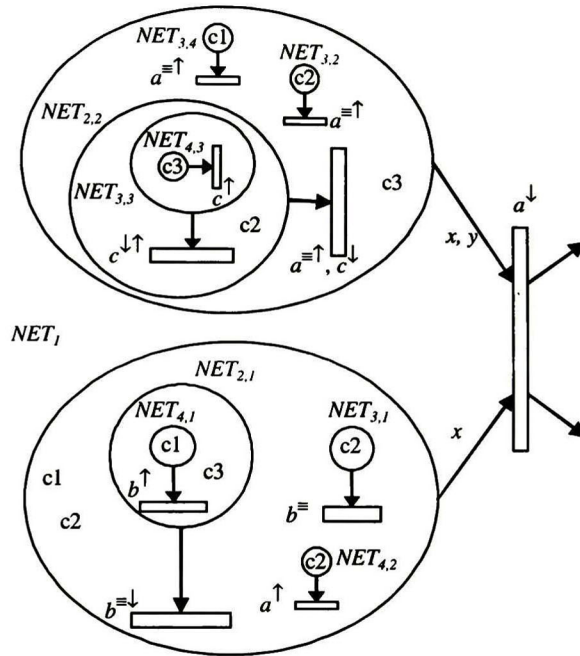 NET3,4 c1
NET3,2
c2
a≡↑
a≡↑
NET2,2
NET4,3
c3
c↑
NET3,3
c2
c3
c↓↑
a≡↑, c↓
x, y
a↓
NET1
NET2,1
NET4,1
c1
NET3,1
c2
x
c3
c1
b↑
c2
b≡
c2 NET4,2
a↑
b≡↓